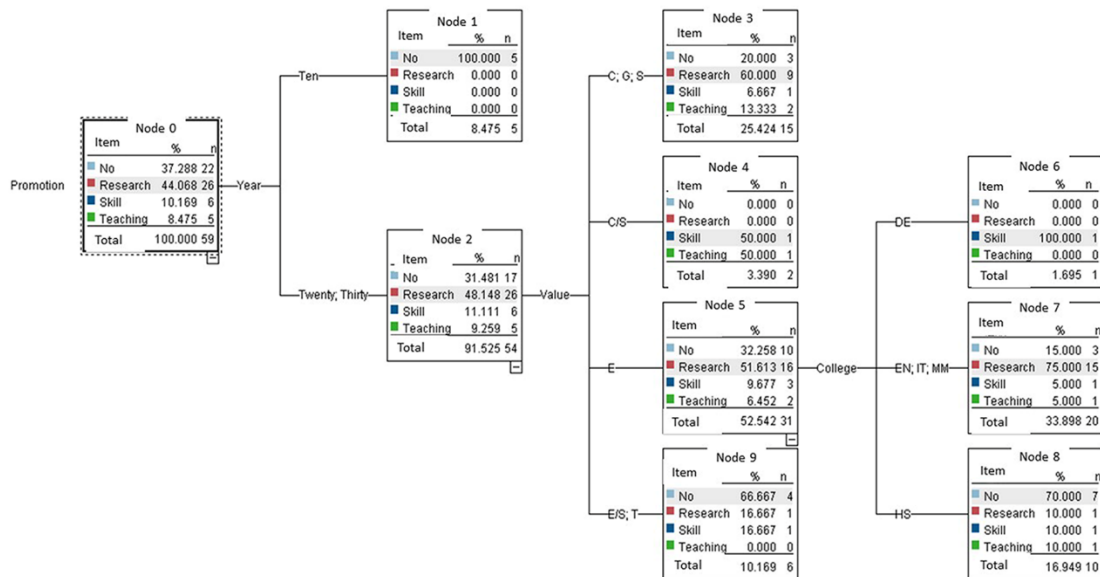 Promotion
Node 0
Item % n
No 37.288 22
Research 44.068 26
Skill 10.169 6
Teaching 8.475 5
Total 100.000 59
Year
Ten
Node 1
Item % n
No 100.000 5
Research 0.000 0
Skill 0.000 0
Teaching 0.000 0
Total 8.475 5
Twenty; Thirty
Node 2
Item % n
No 31.481 17
Research 48.148 26
Skill 11.111 6
Teaching 9.259 5
Total 91.525 54
Value
C; G; S
Node 3
Item % n
No 20.000 3
Research 60.000 9
Skill 6.667 1
Teaching 13.333 2
Total 25.424 15
C/S
Node 4
Item % n
No 0.000 0
Research 0.000 0
Skill 50.000 1
Teaching 50.000 1
Total 3.390 2
E
Node 5
Item % n
No 32.258 10
Research 51.613 16
Skill 9.677 3
Teaching 6.452 2
Total 52.542 31
E/S; T
Node 9
Item % n
No 66.667 4
Research 16.667 1
Skill 16.667 1
Teaching 0.000 0
Total 10.169 6
College
DE
Node 6
Item % n
No 0.000 0
Research 0.000 0
Skill 100.000 1
Teaching 0.000 0
Total 1.695 1
EN; IT; MM
Node 7
Item % n
No 15.000 3
Research 75.000 15
Skill 5.000 1
Teaching 5.000 1
Total 33.898 20
HS
Node 8
Item % n
No 70.000 7
Research 10.000 1
Skill 10.000 1
Teaching 10.000 1
Total 16.949 10